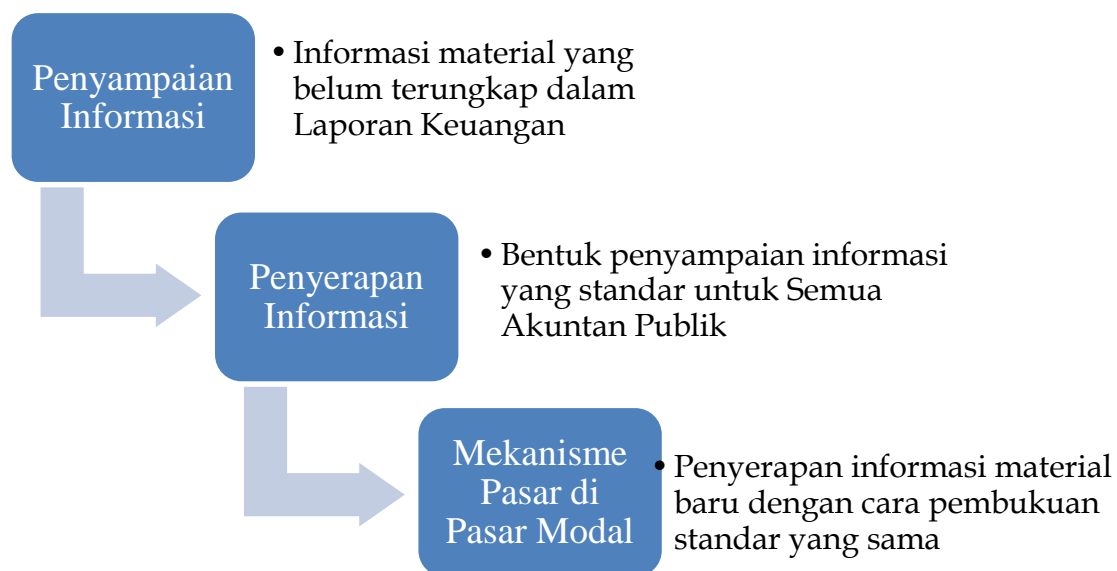 Penyampaian
Informasi
• Informasi material yang
belum terungkap dalam
Laporan Keuangan
Penyerapan
Informasi
• Bentuk penyampaian informasi
yang standar untuk Semua
Akuntan Publik
Mekanisme
Pasar di
Pasar Modal
• Penyerapan informasi material
baru dengan cara pembukuan
standar yang sama